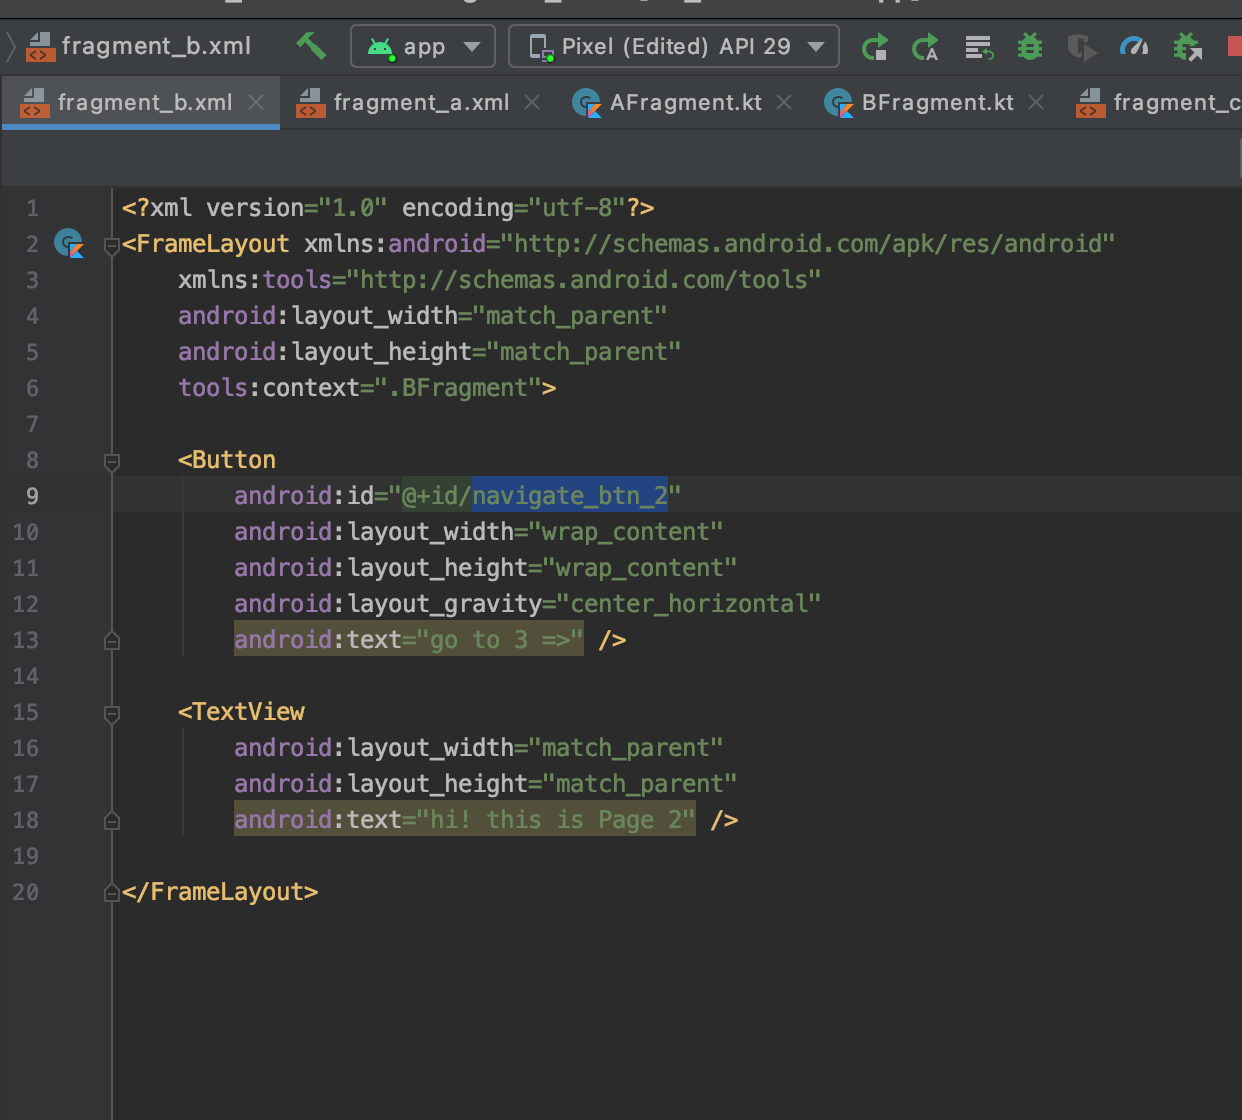 fragment_b.xml app Pixel (Edited) API 29
fragment_b.xml fragment_a.xml AFragment.kt BFragment.kt fragment_c
1 <?xml version="1.0" encoding="utf-8"?>
2 <FrameLayout xmlns:android="http://schemas.android.com/apk/res/android"
3 xmlns:tools="http://schemas.android.com/tools"
4 android:layout_width="match_parent"
5 android:layout_height="match_parent"
6 tools:context=".BFragment">
7
8 <Button
9 android:id="@+id/navigate_btn_2"
10 android:layout_width="wrap_content"
11 android:layout_height="wrap_content"
12 android:layout_gravity="center_horizontal"
13 android:text="go to 3 =>" />
14
15 <TextView
16 android:layout_width="match_parent"
17 android:layout_height="match_parent"
18 android:text="hi! this is Page 2" />
19
20 </FrameLayout>